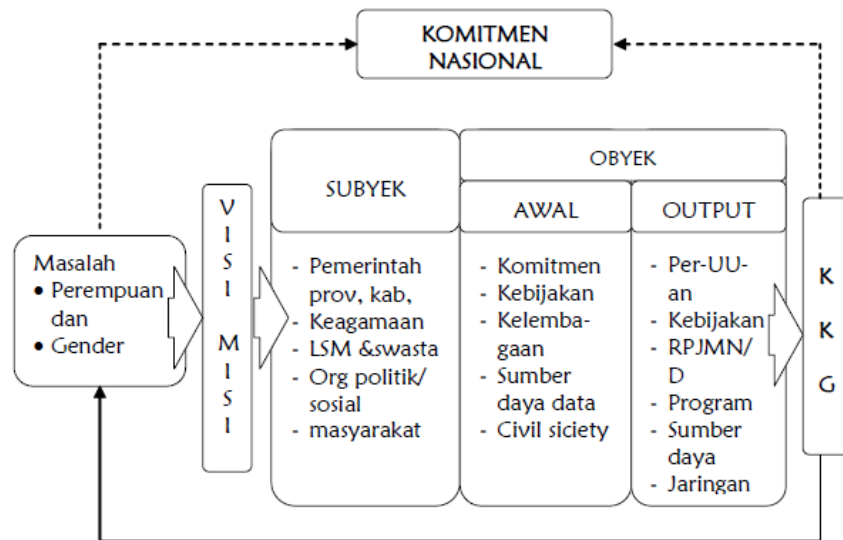 KOMITMEN
NASIONAL
Masalah
• Perempuan
dan
• Gender
V
I
S
I
M
I
S
I
SUBYEK
- Pemerintah
prov, kab,
- Keagamaan
- LSM &swasta
- Org politik/
sosial
- masyarakat
OBYEK
AWAL
- Komitmen
- Kebijakan
- Kelemba-
gaan
- Sumber
daya data
- Civil siciety
OUTPUT
- Per-UU-
an
- Kebijakan
- RPJMN/
D
- Program
- Sumber
daya
- Jaringan
K
K
G